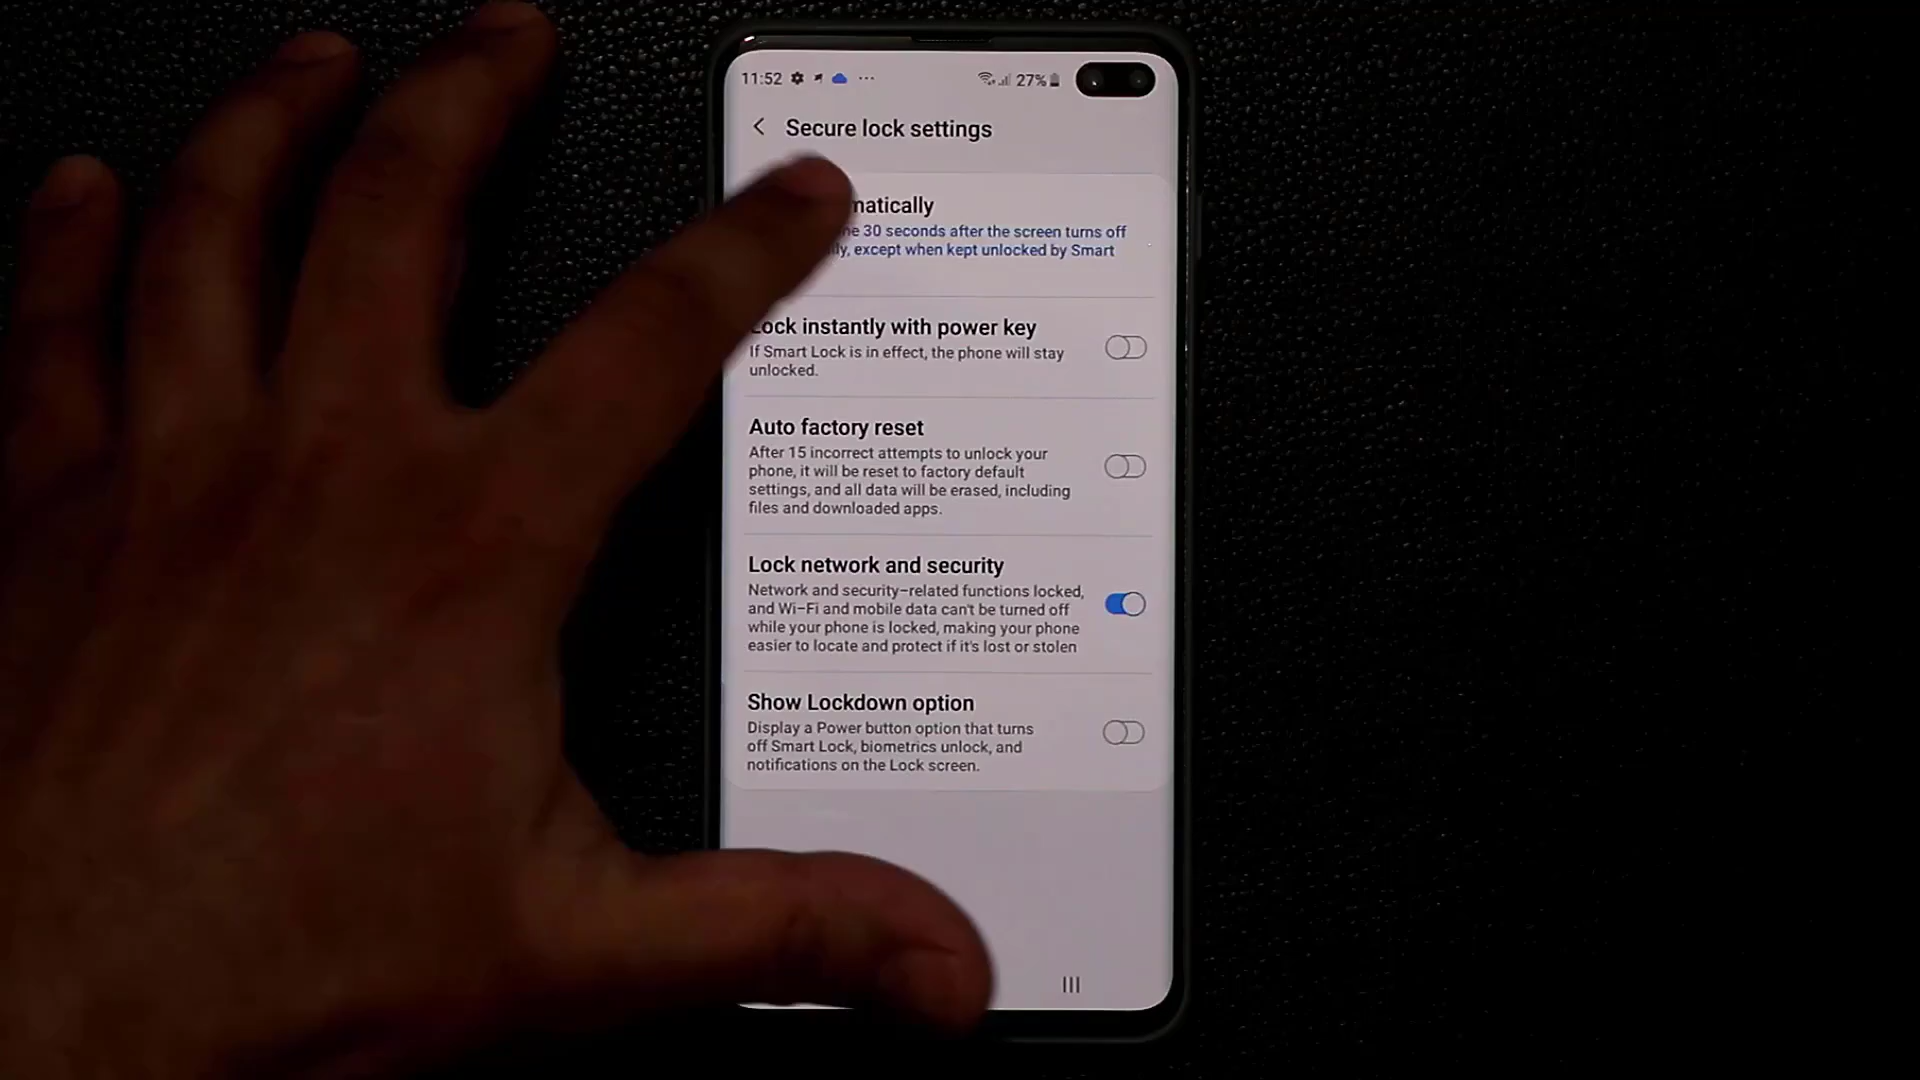 11:52 27%
Secure lock settings
30 seconds after the screen turns off
except when kept unlocked by Smart
Lock instantly with power key
If Smart Lock is in effect, the phone will stay
unlocked.
Auto factory reset
After 15 incorrect attempts to unlock your
phone, it will be reset to factory default
settings, and all data will be erased, including
files and downloaded apps.
Lock network and security
Network and security-related functions locked,
and Wi-Fi and mobile data can't be turned off
while your phone is locked, making your phone
easier to locate and protect if it's lost or stolen
Show Lockdown option
Display a Power button option that turns
off Smart Lock, biometrics unlock, and
notifications on the Lock screen.